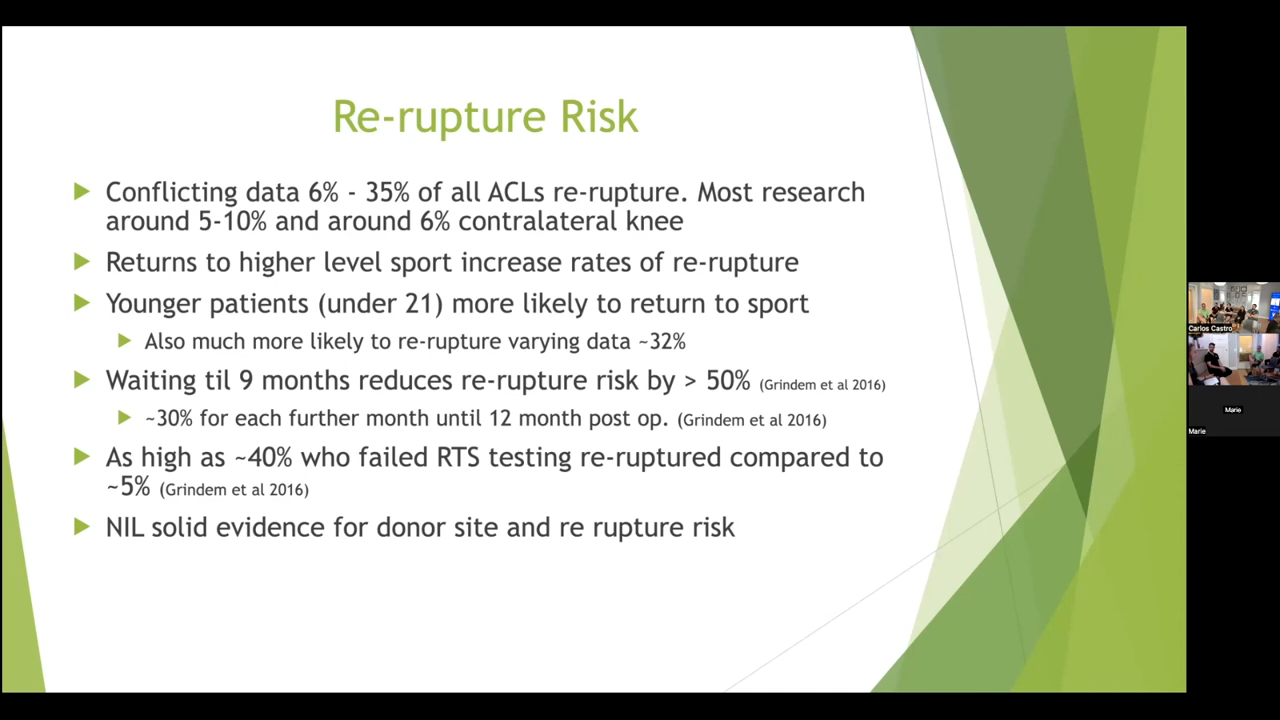 Re-rupture Risk
Conflicting data 6% - 35% of all ACLs re-rupture. Most research
around 5-10% and around 6% contralateral knee
Returns to higher level sport increase rates of re-rupture
Younger patients (under 21) more likely to return to sport
Also much more likely to re-rupture varying data ~32%
Waiting til 9 months reduces re-rupture risk by > 50% (Grindem et al 2016)
~30% for each further month until 12 month post op. (Grindem et al 2016)
As high as ~40% who failed RTS testing re-ruptured compared to
~5% (Grindem et al 2016)
NIL solid evidence for donor site and re rupture risk
Carlos Castro
Marie
Marie